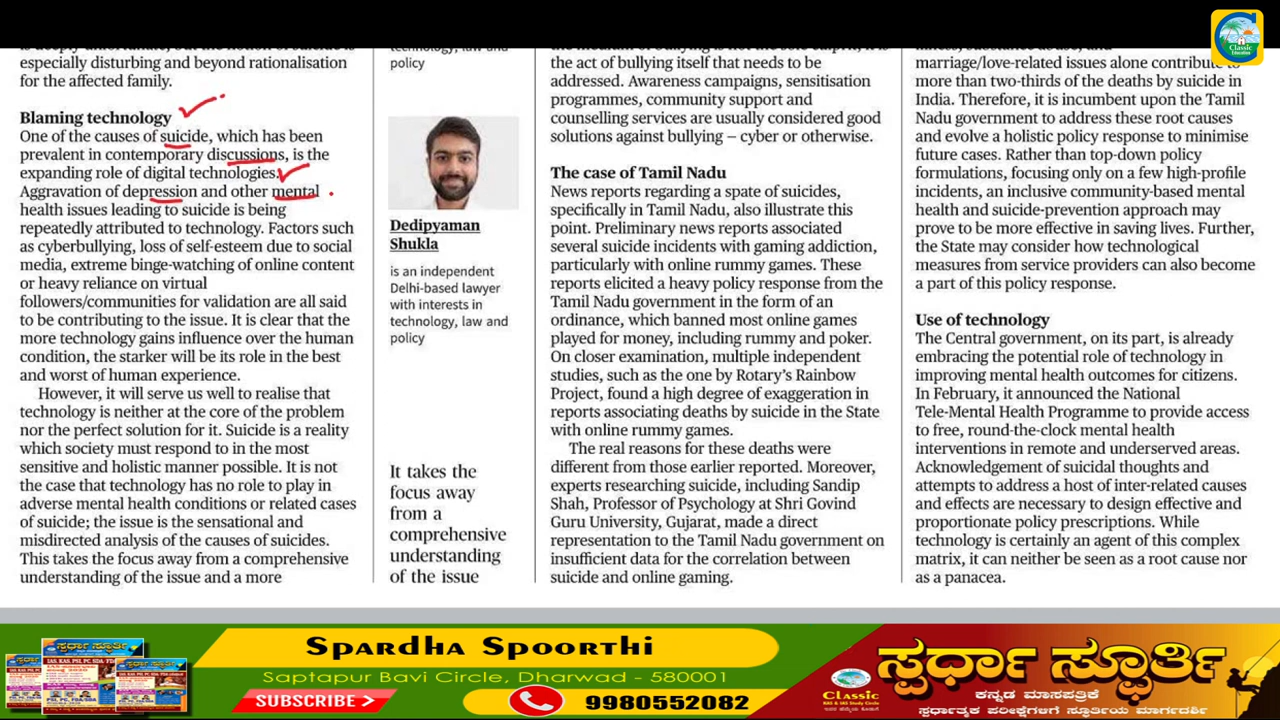 especially disturbing and beyond rationalisation
for the affected family.
Blaming technology
One of the causes of suicide, which has been
prevalent in contemporary discussions, is the
expanding role of digital technologies.
Aggravation of depression and other mental
health issues leading to suicide is being
repeatedly attributed to technology. Factors such
as cyberbullying, loss of self-esteem due to social
media, extreme binge-watching of online content
or heavy reliance on virtual
followers/communities for validation are all said
to be contributing to the issue. It is clear that the
more technology gains influence over the human
condition, the starker will be its role in the best
and worst of human experience.
However, it will serve us well to realise that
technology is neither at the core of the problem
nor the perfect solution for it. Suicide is a reality
which society must respond to in the most
sensitive and holistic manner possible. It is not
the case that technology has no role to play in
adverse mental health conditions or related cases
of suicide; the issue is the sensational and
misdirected analysis of the causes of suicides.
This takes the focus away from a comprehensive
understanding of the issue and a more
technology, law and
policy
Dedipyaman
Shukla
is an independent
Delhi-based lawyer
with interests in
technology, law and
policy
It takes the
focus away
from a
comprehensive
understanding
of the issue
the act of bullying itself that needs to be
addressed. Awareness campaigns, sensitisation
programmes, community support and
counselling services are usually considered good
solutions against bullying – cyber or otherwise.
The case of Tamil Nadu
News reports regarding a spate of suicides,
specifically in Tamil Nadu, also illustrate this
point. Preliminary news reports associated
several suicide incidents with gaming addiction,
particularly with online rummy games. These
reports elicited a heavy policy response from the
Tamil Nadu government in the form of an
ordinance, which banned most online games
played for money, including rummy and poker.
On closer examination, multiple independent
studies, such as the one by Rotary's Rainbow
Project, found a high degree of exaggeration in
reports associating deaths by suicide in the State
with online rummy games.
The real reasons for these deaths were
different from those earlier reported. Moreover,
experts researching suicide, including Sandip
Shah, Professor of Psychology at Shri Govind
Guru University, Gujarat, made a direct
representation to the Tamil Nadu government on
insufficient data for the correlation between
suicide and online gaming.
marriage/love-related issues alone contribute to
more than two-thirds of the deaths by suicide in
India. Therefore, it is incumbent upon the Tamil
Nadu government to address these root causes
and evolve a holistic policy response to minimise
future cases. Rather than top-down policy
formulations, focusing only on a few high-profile
incidents, an inclusive community-based mental
health and suicide-prevention approach may
prove to be more effective in saving lives. Further,
the State may consider how technological
measures from service providers can also become
a part of this policy response.
Use of technology
The Central government, on its part, is already
embracing the potential role of technology in
improving mental health outcomes for citizens.
In February, it announced the National
Tele-Mental Health Programme to provide access
to free, round-the-clock mental health
interventions in remote and underserved areas.
Acknowledgement of suicidal thoughts and
attempts to address a host of inter-related causes
and effects are necessary to design effective and
proportionate policy prescriptions. While
technology is certainly an agent of this complex
matrix, it can neither be seen as a root cause nor
as a panacea.
Classic
Education
Spardha Spoorthi
Saptapur Bavi Circle, Dharwad - 580001
SUBSCRIBE
9980552082
Classic
KAS & IAS Study Circle
ಸ್ಪರ್ಧಾ ಸ್ಫೂರ್ತಿ
ಕನ್ನಡ ಮಾಸಪತ್ರಿಕೆ
ಸ್ಪರ್ಧಾತ್ಮಕ ಪರೀಕ್ಷೆಗಳಿಗೆ ಸ್ಫೂರ್ತಿಯ ಮಾರ್ಗದರ್ಶಿ